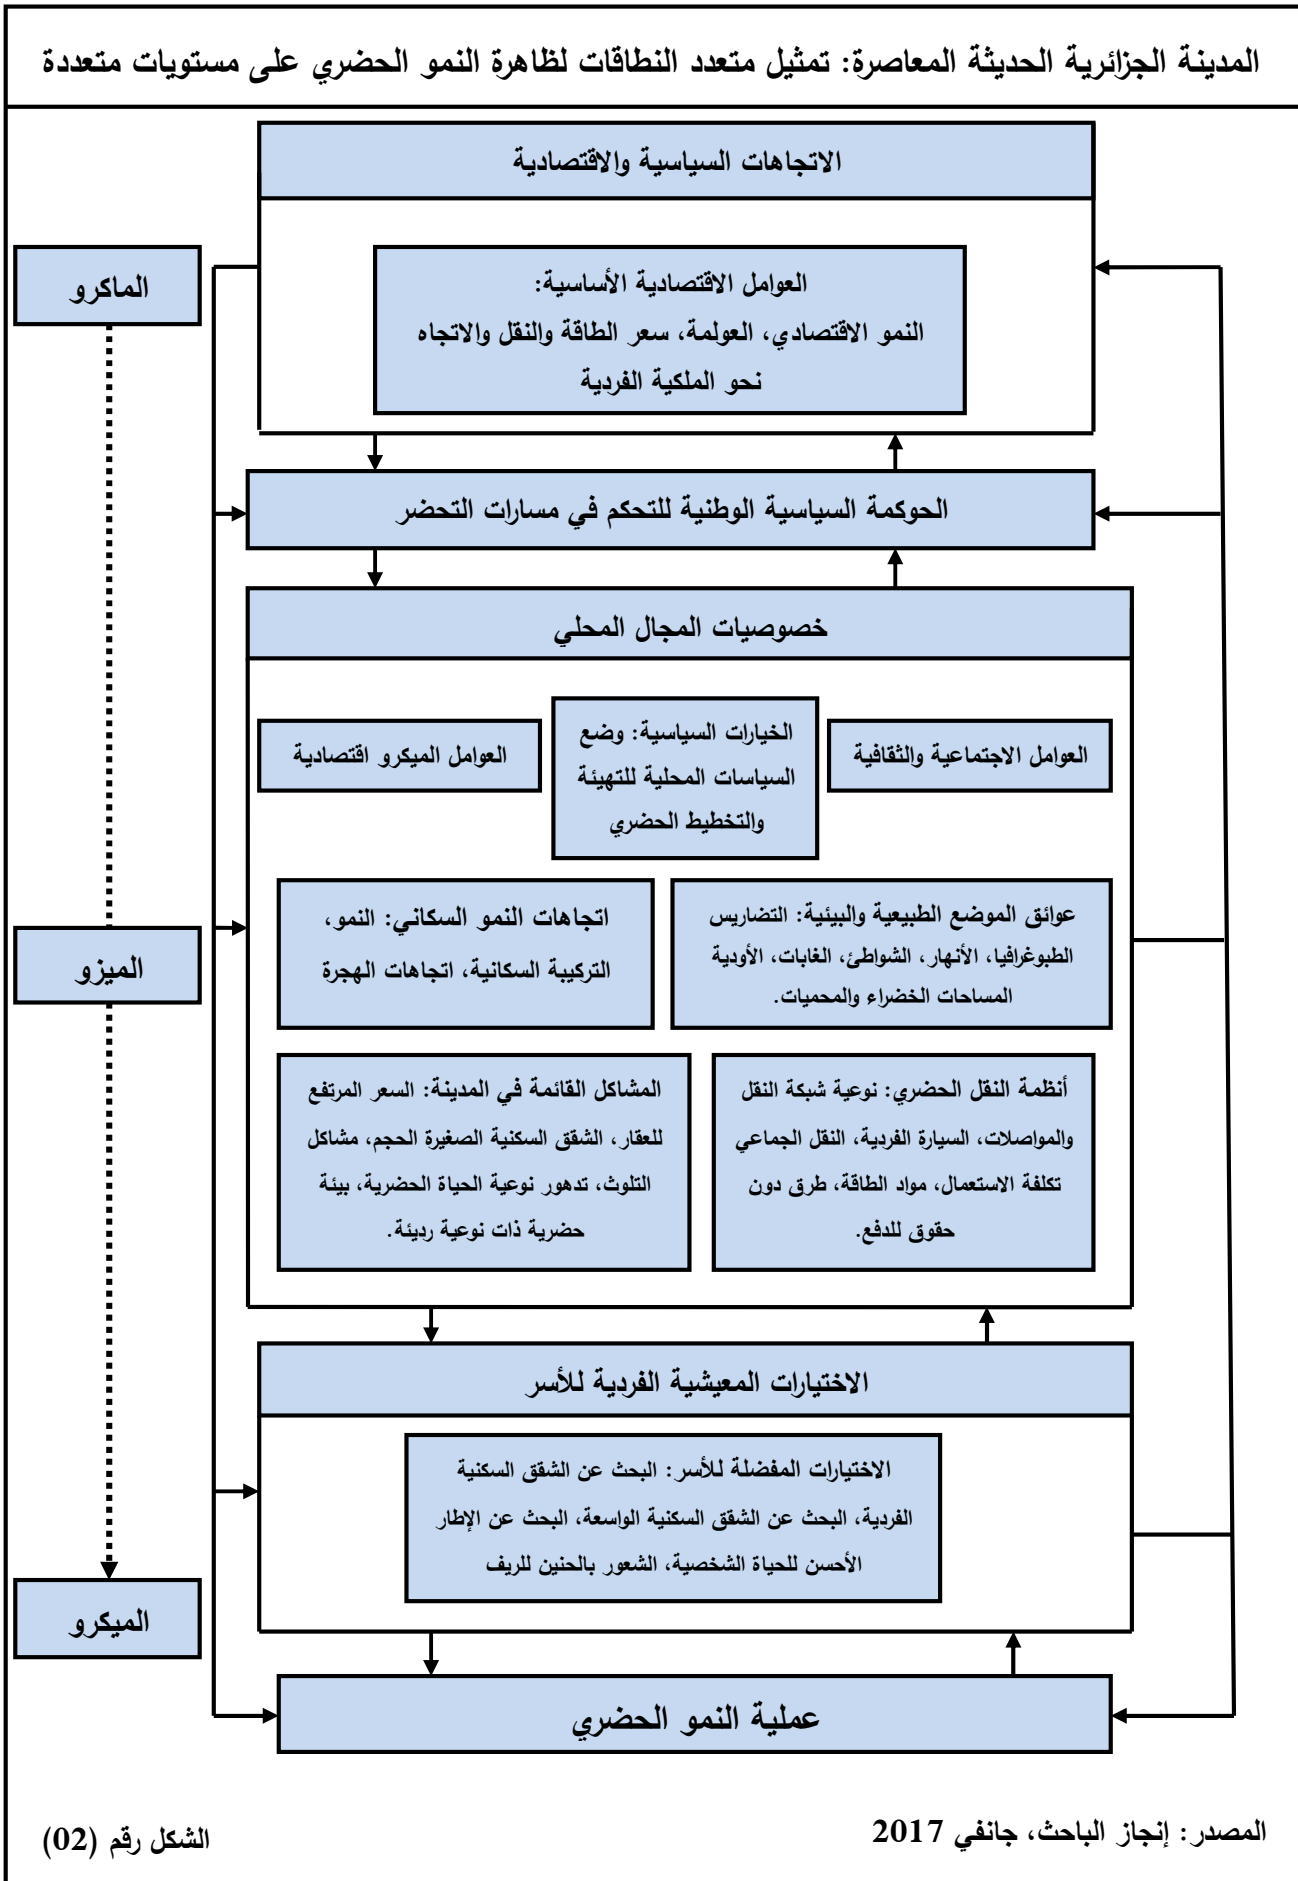 المدينة الجزائرية الحديثة المعاصرة: تمثيل متعدد النطاقات لظاهرة النمو الحضري على مستويات متعددة
الاتجاهات السياسية والاقتصادية
الماكرو
العوامل الاقتصادية الأساسية:
النمو الاقتصادي، العولمة، سعر الطاقة والنقل والاتجاه
نحو الملكية الفردية
الحوكمة السياسية الوطنية للتحكم في مسارات التحضر
خصوصيات المجال المحلي
العوامل الاجتماعية والثقافية
الخيارات السياسية: وضع
السياسات المحلية للتهيئة
والتخطيط الحضري
العوامل الميكرو اقتصادية
عوائق الموضع الطبيعية والبيئية: التضاريس
الطبوغرافيا، الأنهار، الشواطئ، الغابات، الأودية
المساحات الخضراء والمحميات.
اتجاهات النمو السكاني: النمو،
التركيبة السكانية، اتجاهات الهجرة
الميزو
أنظمة النقل الحضري: نوعية شبكة النقل
والمواصلات، السيارة الفردية، النقل الجماعي
تكلفة الاستعمال، مواد الطاقة، طرق دون
حقوق للدفع.
المشاكل القائمة في المدينة: السعر المرتفع
للعقار، الشقق السكنية الصغيرة الحجم، مشاكل
التلوث، تدهور نوعية الحياة الحضرية، بيئة
حضرية ذات نوعية رديئة.
الاختيارات المعيشية الفردية للأسر
الاختيارات المفضلة للأسر: البحث عن الشقق السكنية
الفردية، البحث عن الشقق السكنية الواسعة، البحث عن الإطار
الأحسن للحياة الشخصية، الشعور بالحنين للريف
الميكرو
عملية النمو الحضري
المصدر: إنجاز الباحث، جانفي 2017
الشكل رقم (02)